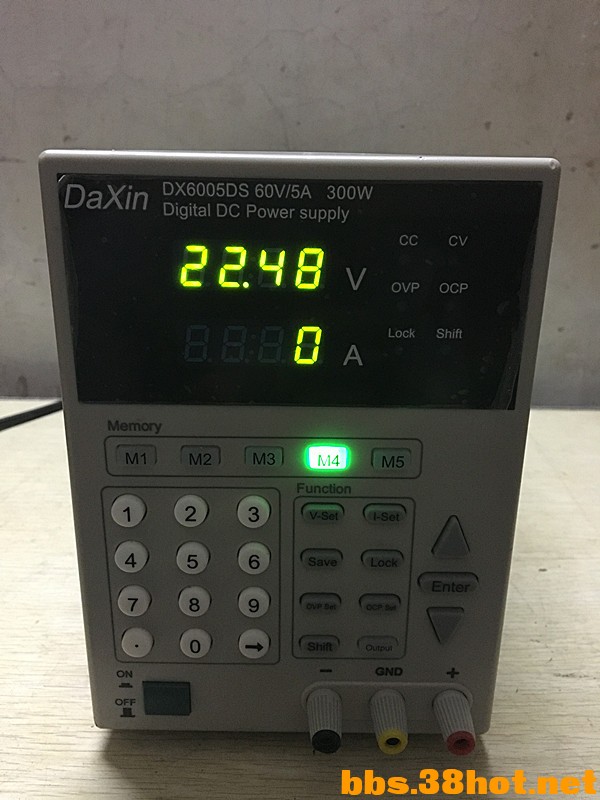 DaXin
DX6005DS 60V/5A 300W
Digital DC Power supply
22.48 V
0 A
CC CV
OVP OCP
Lock Shift
Memory
M1 M2 M3 M4 M5
Function
1 2 3
4 5 6
7 8 9
. 0 →
V-Set I-Set
Save Lock
OVP Set OCP Set
Shift Output
Enter
ON
OFF
− GND +
bbs.38hot.net